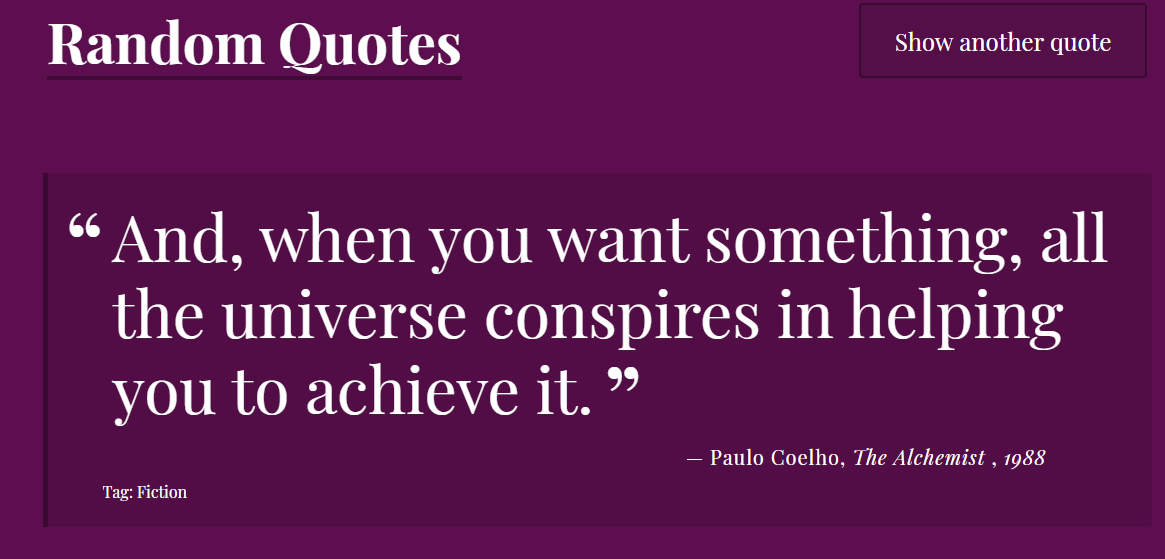 Random Quotes
Show another quote
“ And, when you want something, all
the universe conspires in helping
you to achieve it. ”
— Paulo Coelho, The Alchemist , 1988
Tag: Fiction